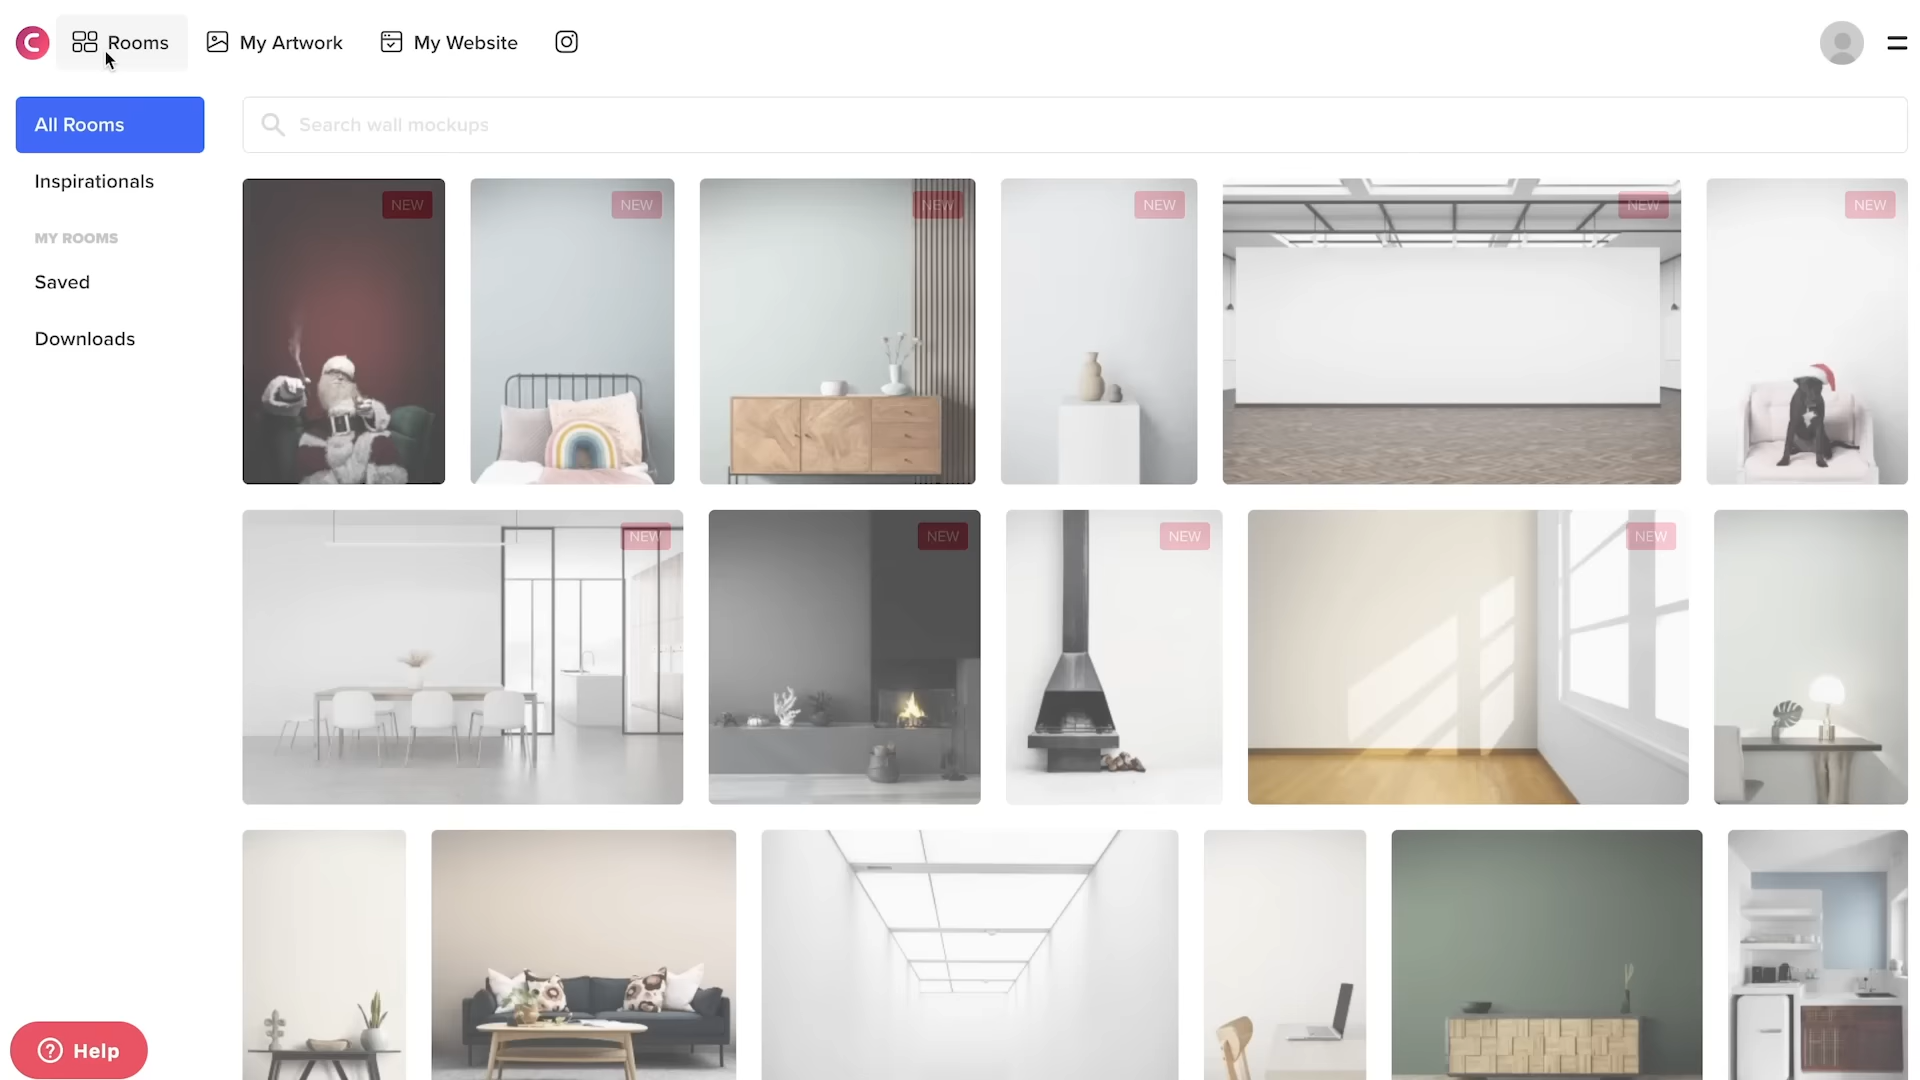 C Rooms My Artwork My Website
All Rooms
Search wall mockups
Inspirationals
MY ROOMS
Saved
Downloads
NEW
NEW
NEW
NEW
NEW
NEW
NEW
NEW
NEW
NEW
Help